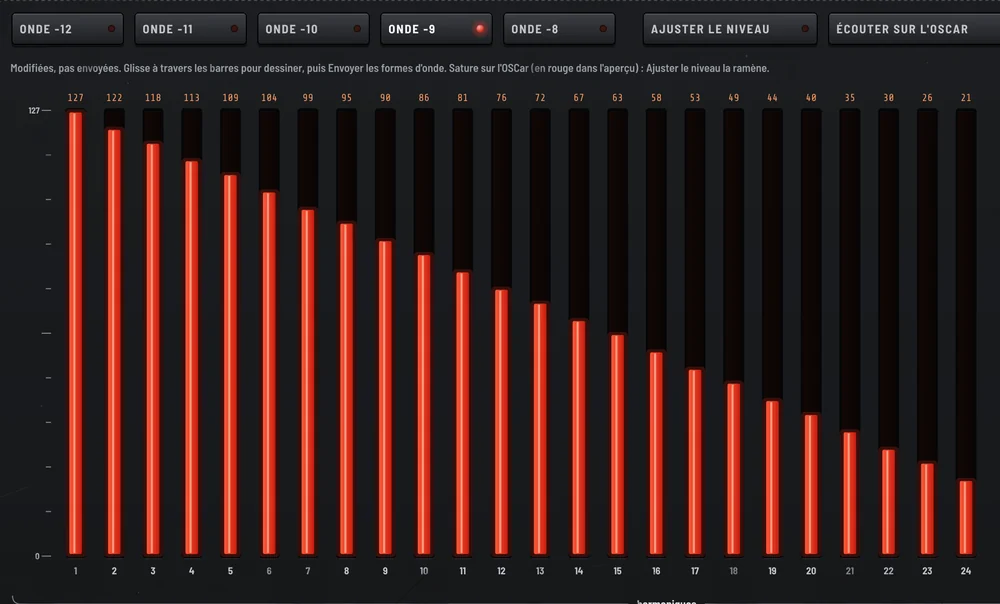 ONDE -12 ONDE -11 ONDE -10 ONDE -9 ONDE -8 AJUSTER LE NIVEAU ÉCOUTER SUR L'OSCAR
Modifiées, pas envoyées. Glisse à travers les barres pour dessiner, puis Envoyer les formes d'onde. Sature sur l'OSCar (en rouge dans l'aperçu) : Ajuster le niveau la ramène.
127 122 118 113 109 104 99 95 90 86 81 76 72 67 63 58 53 49 44 40 35 30 26 21
127
0
1 2 3 4 5 6 7 8 9 10 11 12 13 14 15 16 17 18 19 20 21 22 23 24
harmoniques